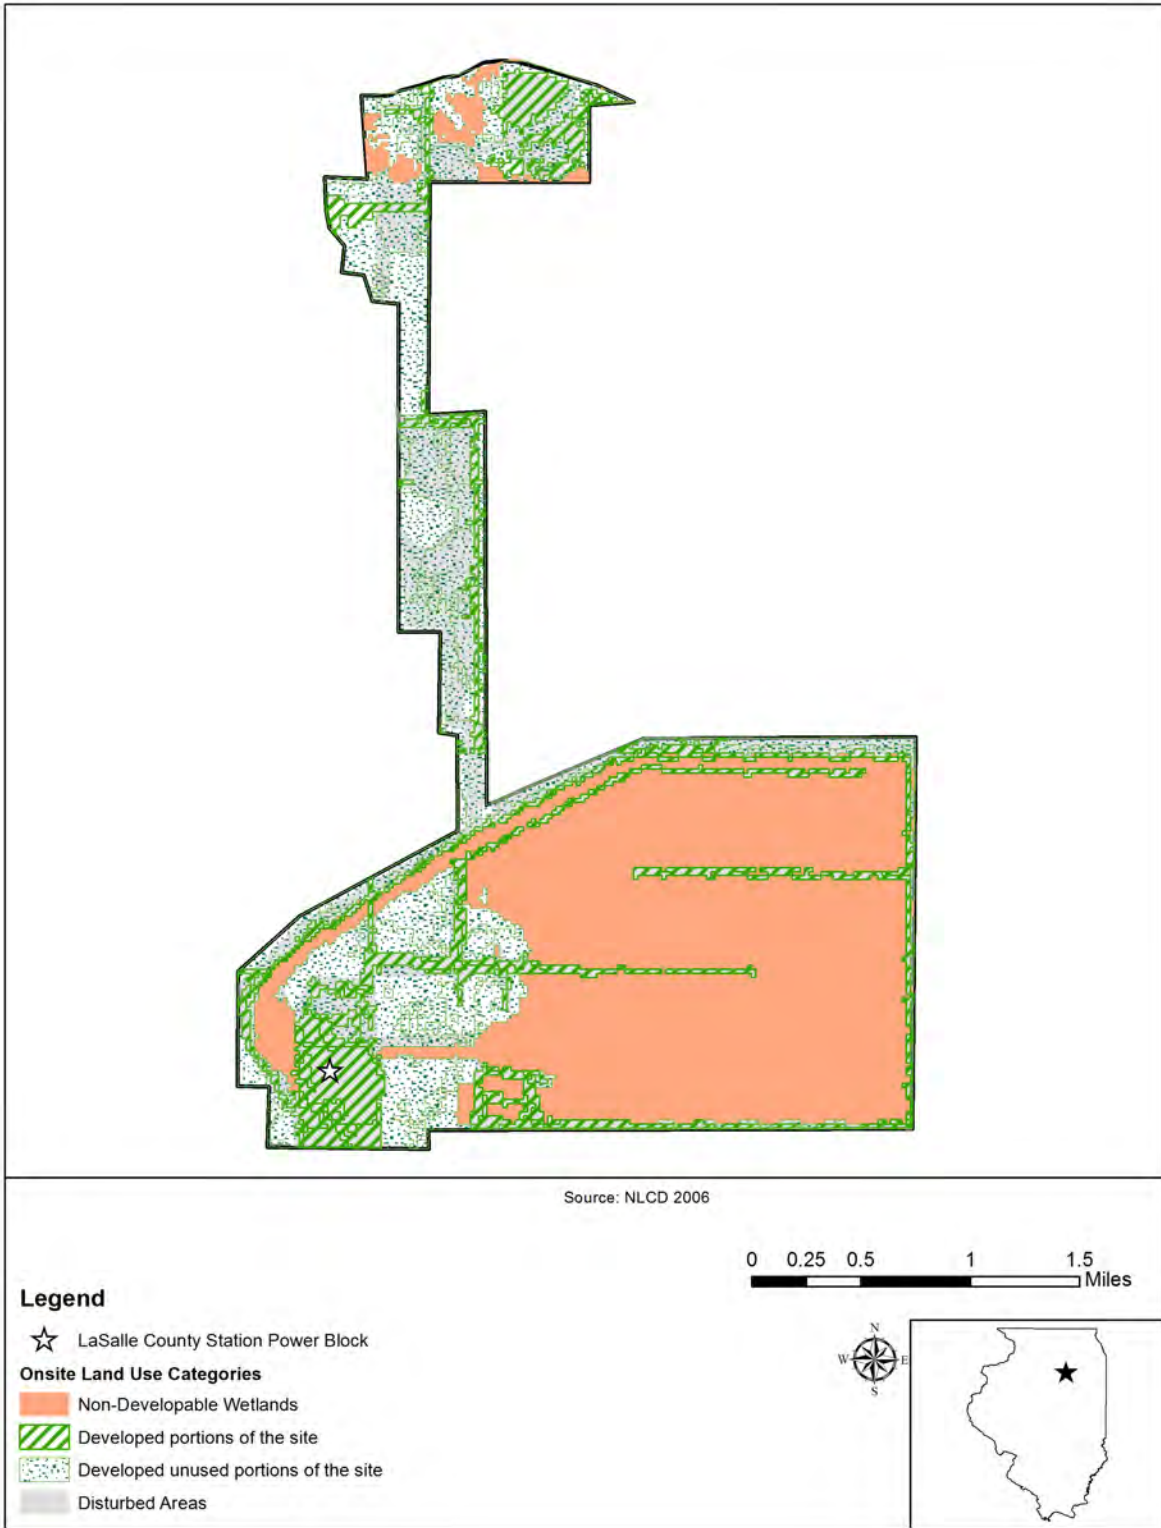 Source: NLCD 2006
0 0.25 0.5 1 1.5
Miles
Legend
LaSalle County Station Power Block
Onsite Land Use Categories
Non-Developable Wetlands
Developed portions of the site
Developed unused portions of the site
Disturbed Areas
N
W E
S